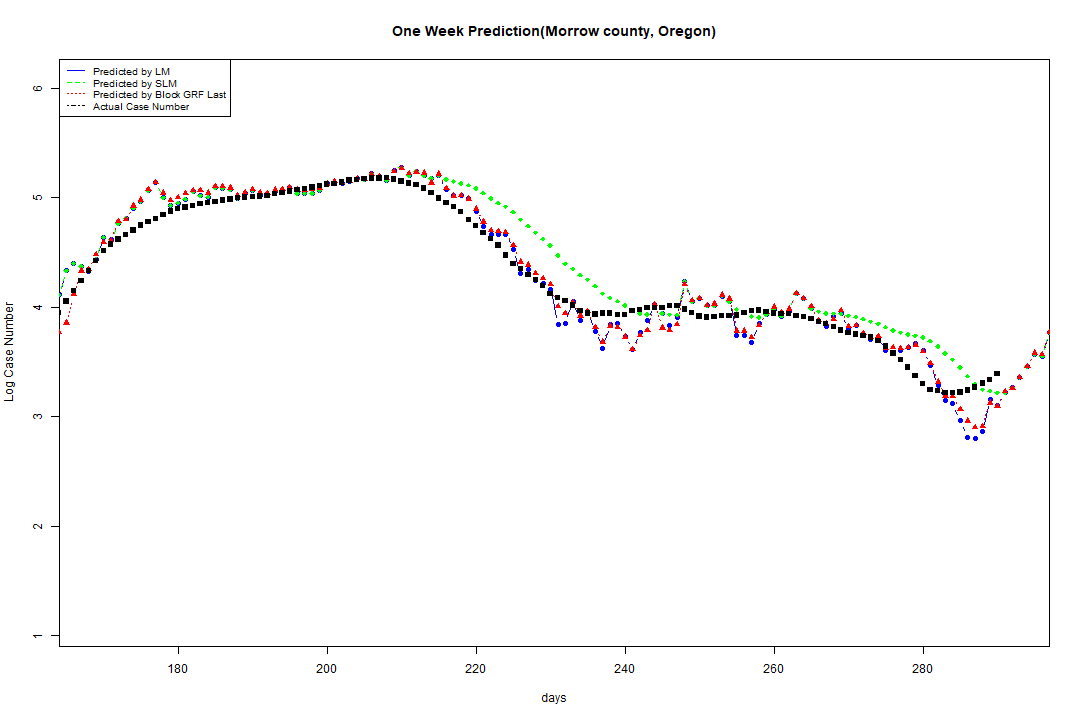 One Week Prediction(Morrow county, Oregon)
Predicted by LM
Predicted by SLM
Predicted by Block GRF Last
Actual Case Number
6
5
4
3
2
1
Log Case Number
180 200 220 240 260 280
days